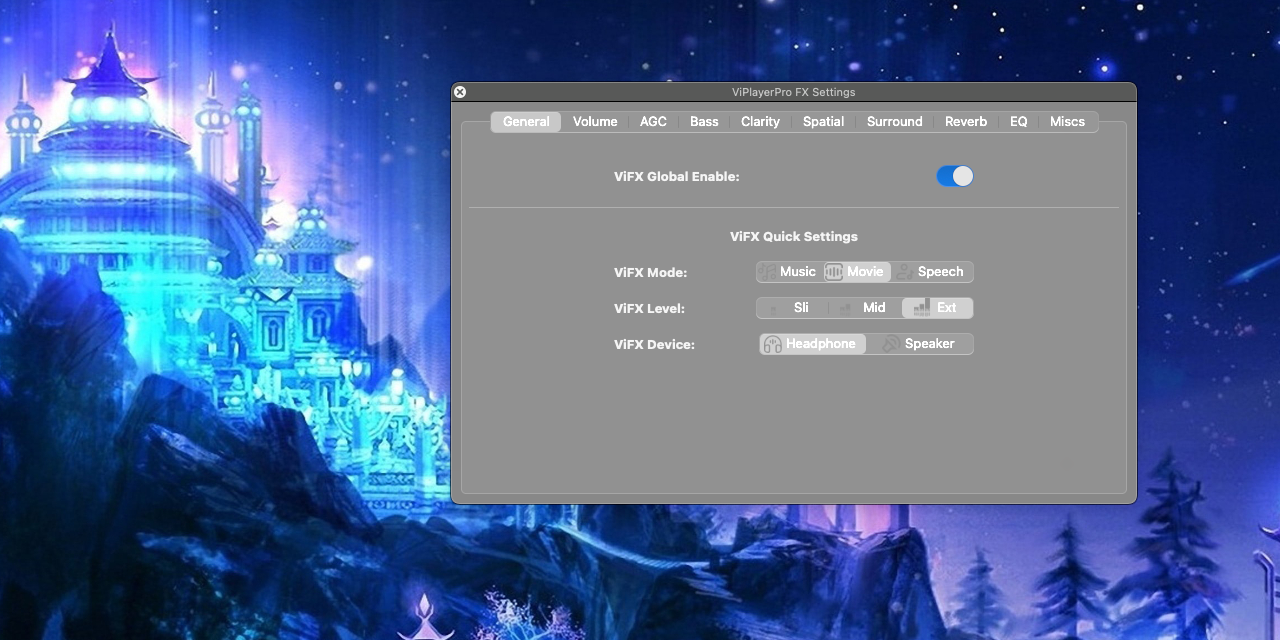 ViPlayerPro FX Settings
General Volume AGC Bass Clarity Spatial Surround Reverb EQ Miscs
ViFX Global Enable:
ViFX Quick Settings
ViFX Mode: Music Movie Speech
ViFX Level: Sli Mid Ext
ViFX Device: Headphone Speaker